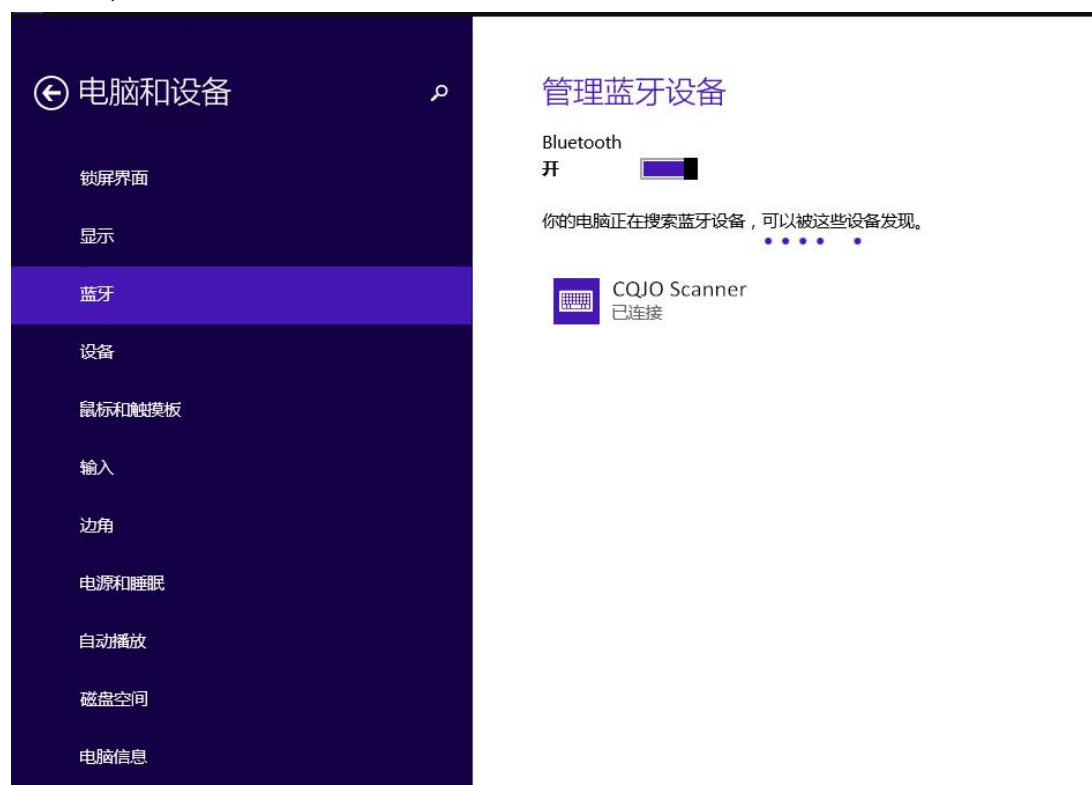 电脑和设备
锁屏界面
显示
蓝牙
设备
鼠标和触摸板
输入
边角
电源和睡眠
自动播放
磁盘空间
电脑信息
管理蓝牙设备
Bluetooth
开
你的电脑正在搜索蓝牙设备，可以被这些设备发现。
CQJO Scanner
已连接